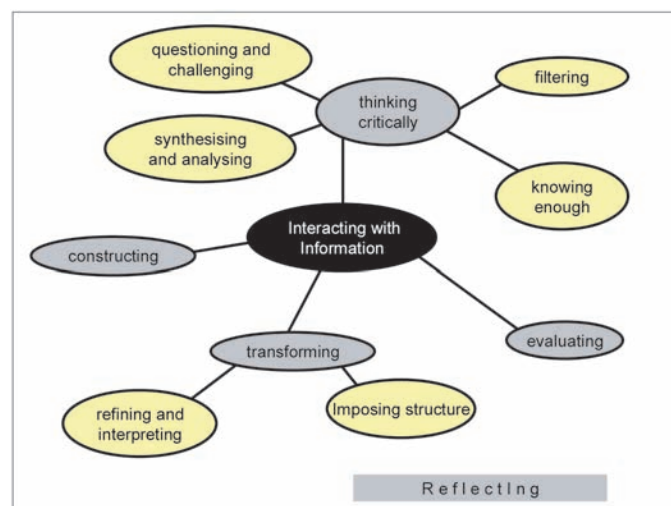 questioning and
challenging
thinking
critically
filtering
synthesising
and analysing
knowing
enough
Interacting with
Information
constructing
evaluating
transforming
refining and
interpreting
Imposing structure
ReflectIng